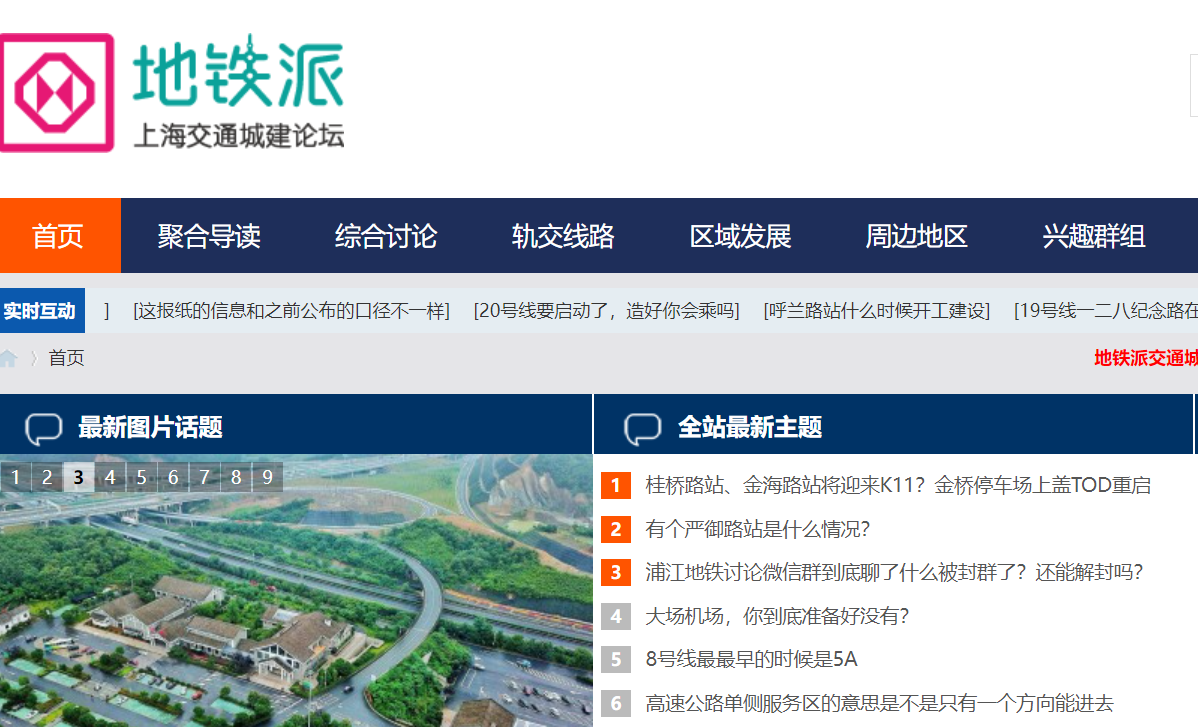 地铁派
上海交通城建论坛
首页 聚合导读 综合讨论 轨交线路 区域发展 周边地区 兴趣群组
实时互动 ] [这报纸的信息和之前公布的口径不一样] [20号线要启动了，造好你会乘吗] [呼兰路站什么时候开工建设] [19号线一二八纪念路在
首页 地铁派交通城
最新图片话题
1 2 3 4 5 6 7 8 9
全站最新主题
1 桂桥路站、金海路站将迎来K11？金桥停车场上盖TOD重启
2 有个严御路站是什么情况?
3 浦江地铁讨论微信群到底聊了什么被封群了？还能解封吗?
4 大场机场，你到底准备好没有?
5 8号线最最早的时候是5A
6 高速公路单侧服务区的意思是不是只有一个方向能进去